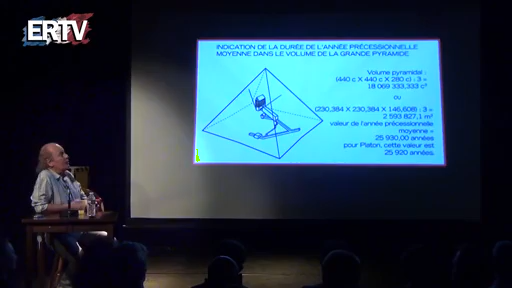 ERTV
INDICATION DE LA DURÉE DE L'ANNÉE PRÉCESSIONNELLE
MOYENNE DANS LE VOLUME DE LA GRANDE PYRAMIDE
Volume pyramidal :
(440 c X 440 c X 280 c) : 3 =
18 069 333,333 c³
ou
(230,384 X 230,384 X 146,608) : 3 =
2 593 827,1 m³
valeur de l'année précessionnelle
moyenne =
25 930,00 années
pour Platon, cette valeur est
25 920 années.